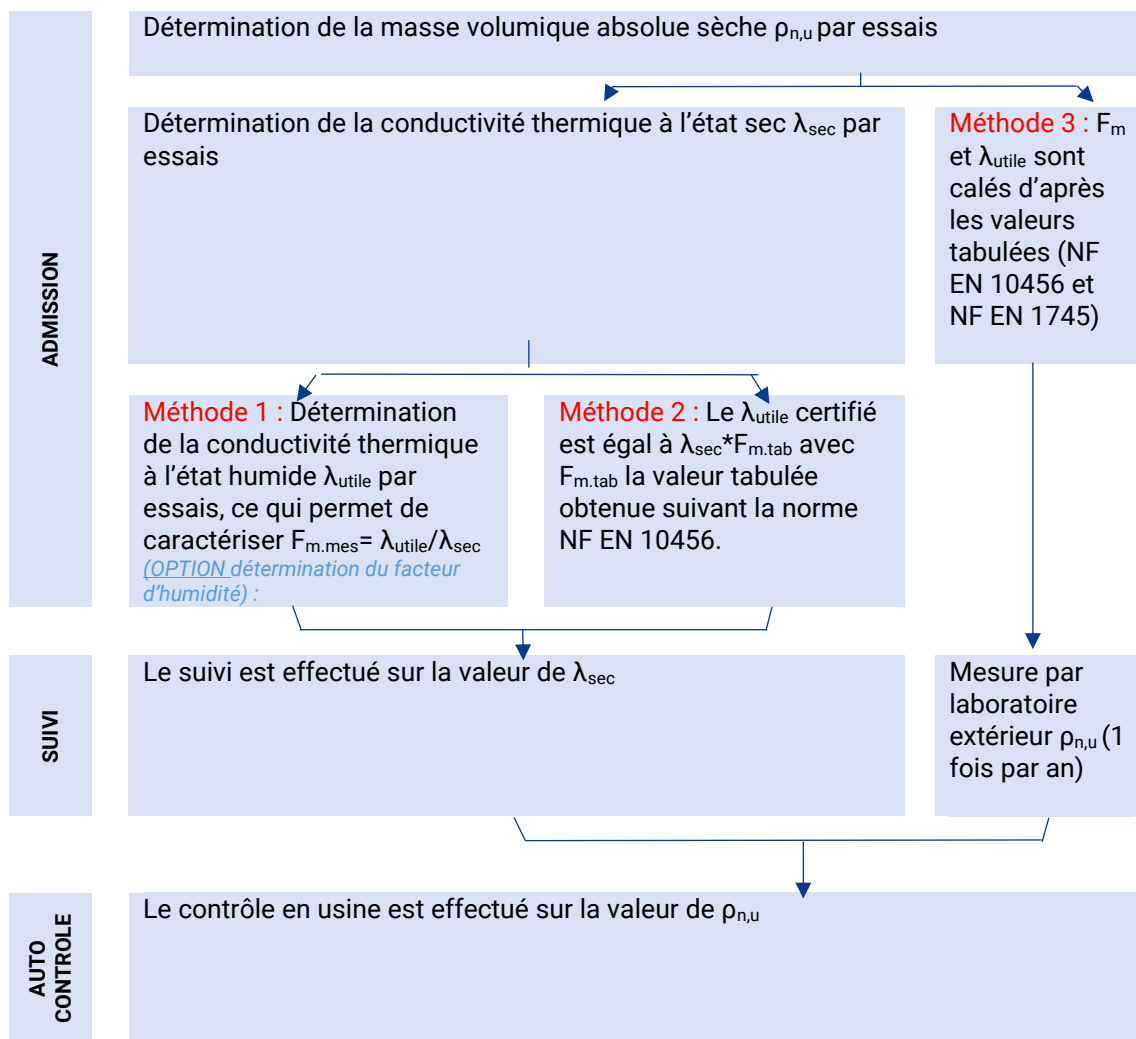 Détermination de la masse volumique absolue sèche ρn,u par essais
ADMISSION
Détermination de la conductivité thermique à l’état sec λsec par
essais
Méthode 3 : Fm
et λutile sont
calés d’après
les valeurs
tabulées (NF
EN 10456 et
NF EN 1745)
Méthode 1 : Détermination
de la conductivité thermique
à l’état humide λutile par
essais, ce qui permet de
caractériser Fm.mes= λutile/λsec
(OPTION détermination du facteur
d’humidité) :
Méthode 2 : Le λutile certifié
est égal à λsec*Fm.tab avec
Fm.tab la valeur tabulée
obtenue suivant la norme
NF EN 10456.
SUIVI
Le suivi est effectué sur la valeur de λsec
Mesure par
laboratoire
extérieur ρn,u (1
fois par an)
AUTO
CONTROLE
Le contrôle en usine est effectué sur la valeur de ρn,u